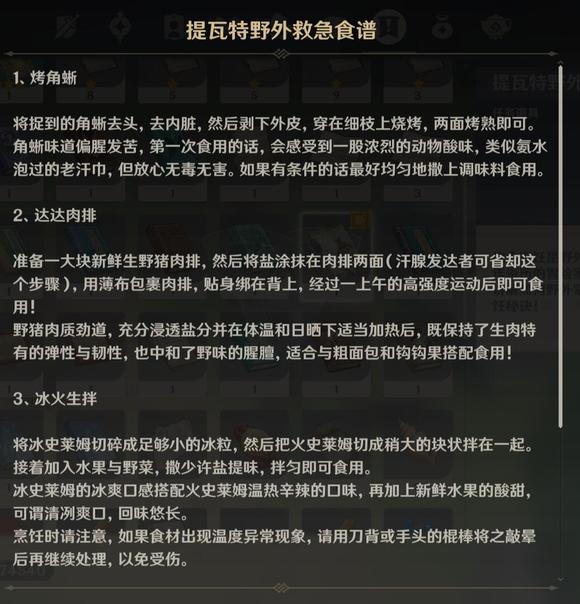 提瓦特野外救急食谱
1、烤角蜥
将捉到的角蜥去头，去内脏，然后剥下外皮，穿在细枝上烧烤，两面烤熟即可。
角蜥味道偏腥发苦，第一次食用的话，会感受到一股浓烈的动物酸味，类似氨水
泡过的老汗巾，但放心无毒无害。如果有条件的话最好均匀地撒上调味料食用。
2、达达肉排
准备一大块新鲜生野猪肉排，然后将盐涂抹在肉排两面（汗腺发达者可省却这
个步骤），用薄布包裹肉排，贴身绑在背上，经过一上午的高强度运动后即可食
用！
野猪肉质劲道，充分浸透盐分并在体温和日晒下适当加热后，既保持了生肉特
有的弹性与韧性，也中和了野味的腥膻，适合与粗面包和钩钩果搭配食用！
3、冰火生拌
将冰史莱姆切碎成足够小的冰粒，然后把火史莱姆切成稍大的块状拌在一起。
接着加入水果与野菜，撒少许盐提味，拌匀即可食用。
冰史莱姆的冰爽口感搭配火史莱姆温热辛辣的口味，再加上新鲜水果的酸甜，
可谓清冽爽口，回味悠长。
烹饪时请注意，如果食材出现温度异常现象，请用刀背或手头的棍棒将之敲晕
后再继续处理，以免受伤。